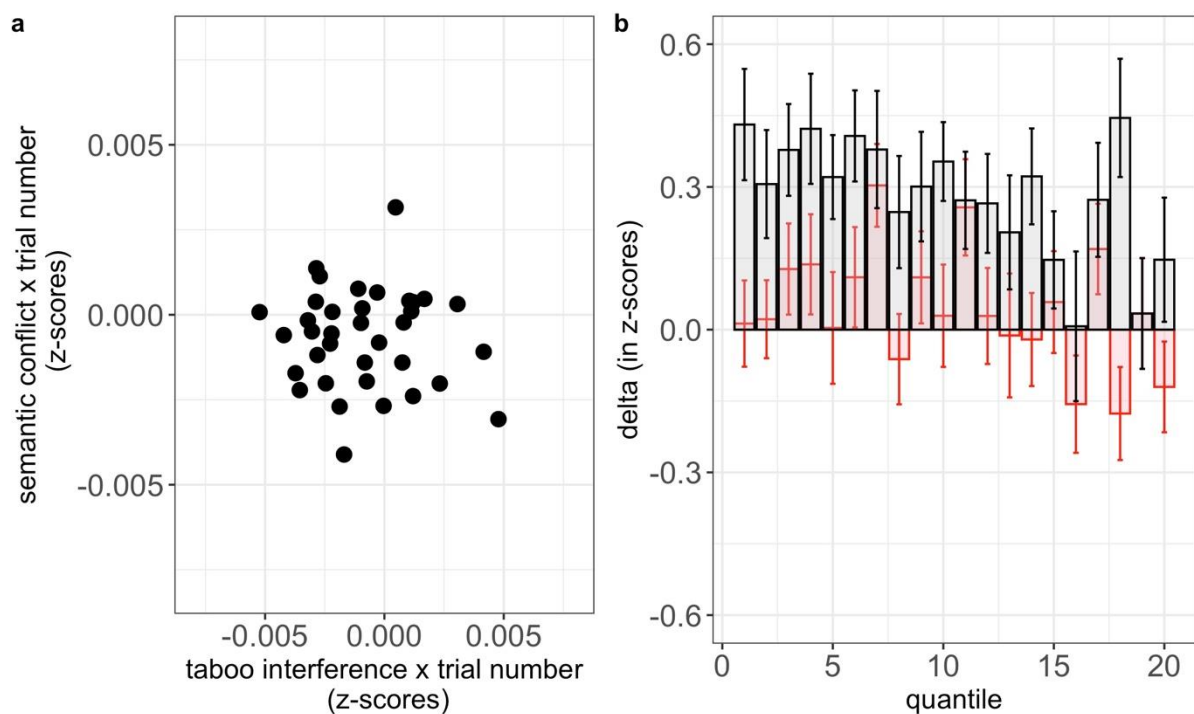 a
semantic conflict x trial number
(z-scores)
0.005
0.000
-0.005
-0.005 0.000 0.005
taboo interference x trial number
(z-scores)
b
delta (in z-scores)
0.6
0.3
0.0
-0.3
-0.6
0 5 10 15 20
quantile